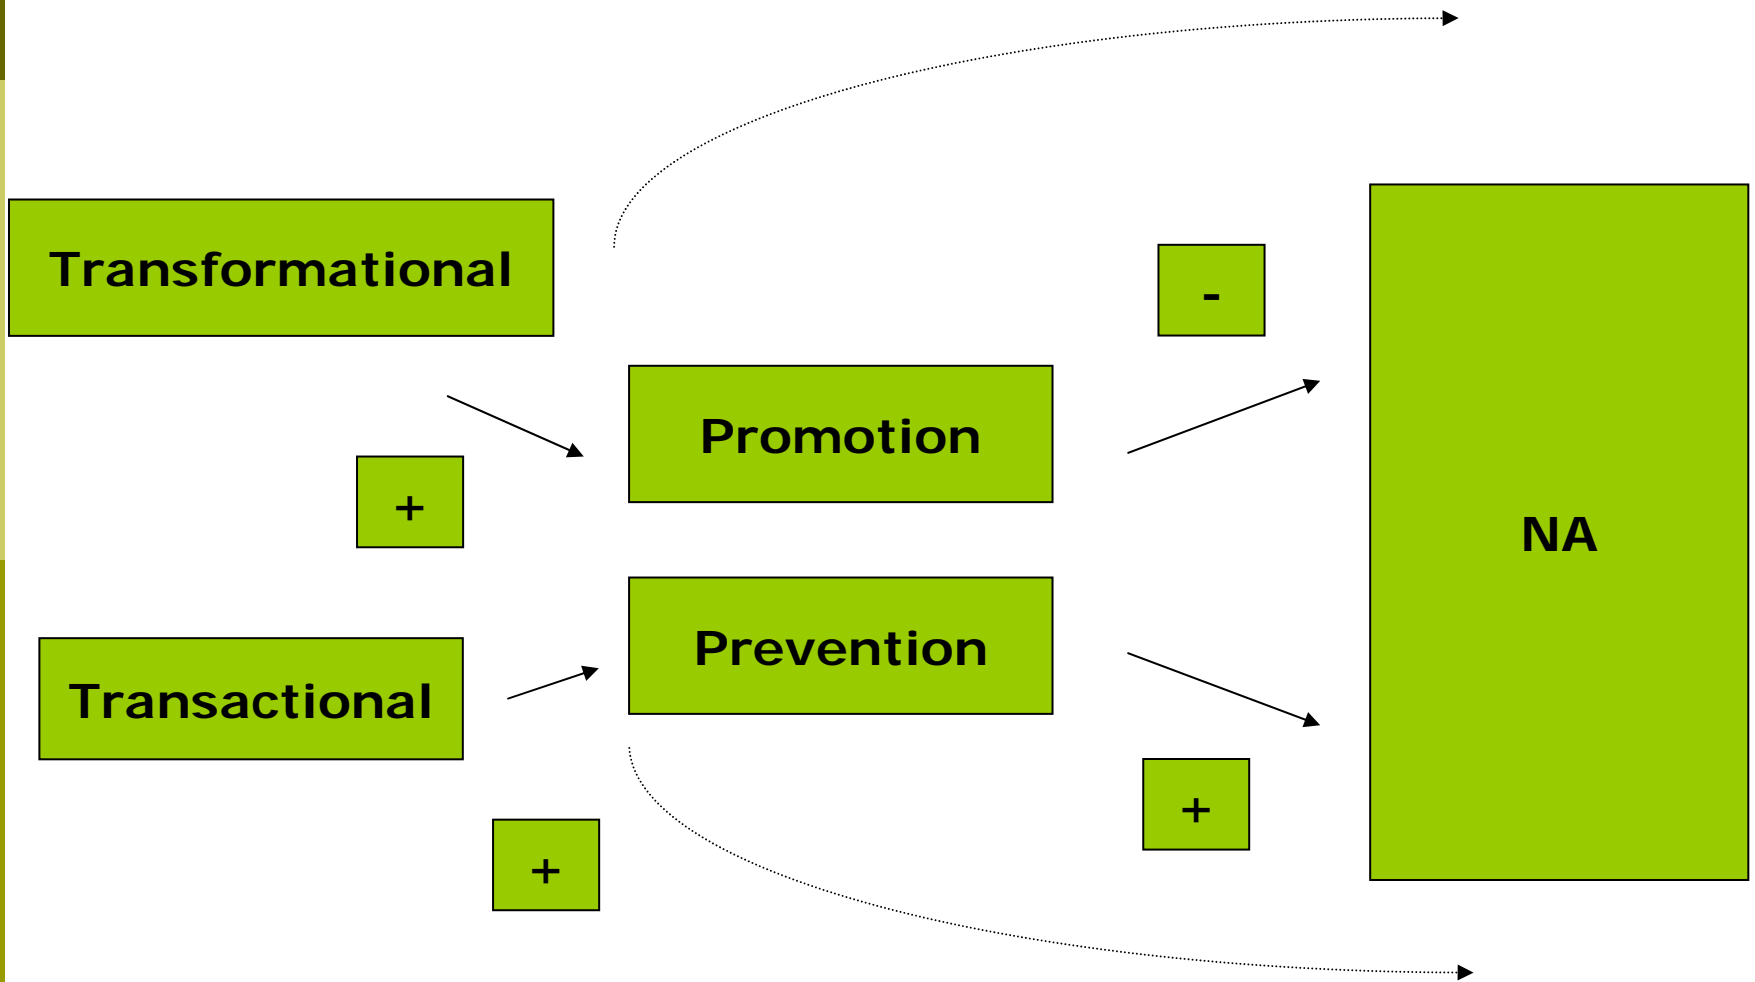 Transformational
-
Promotion
+
NA
Prevention
Transactional
+
+